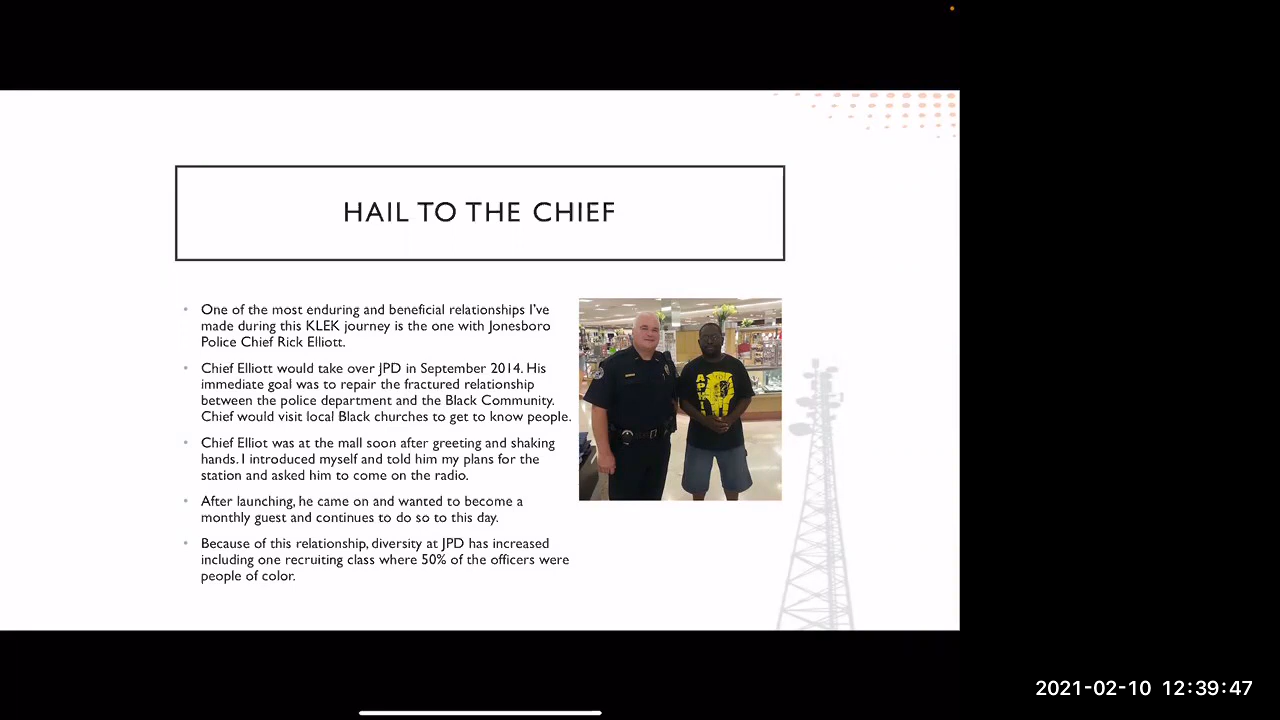 HAIL TO THE CHIEF
• One of the most enduring and beneficial relationships I've
made during this KLEK journey is the one with Jonesboro
Police Chief Rick Elliott.
• Chief Elliott would take over JPD in September 2014. His
immediate goal was to repair the fractured relationship
between the police department and the Black Community.
Chief would visit local Black churches to get to know people.
• Chief Elliot was at the mall soon after greeting and shaking
hands. I introduced myself and told him my plans for the
station and asked him to come on the radio.
• After launching, he came on and wanted to become a
monthly guest and continues to do so to this day.
• Because of this relationship, diversity at JPD has increased
including one recruiting class where 50% of the officers were
people of color.
2021-02-10 12:39:47